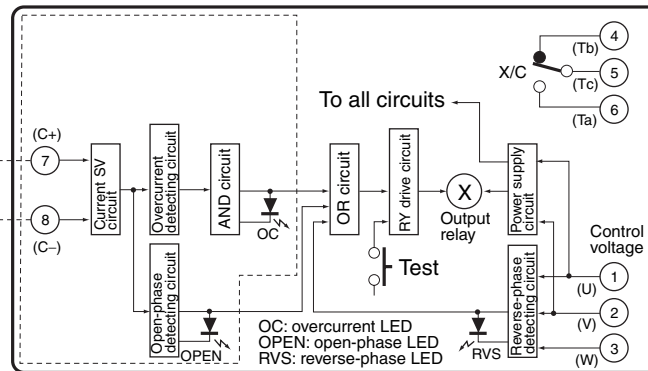 4
(Tb)
X/C
5
(Tc)
6
(Ta)
To all circuits
(C+)
7
8
(C−)
Current SV
circuit
Overcurrent
detecting circuit
AND circuit
OC
OR circuit
RY drive circuit
X
Output
relay
Power supply
circuit
Control
voltage
Test
1
(U)
2
(V)
3
(W)
Open-phase
detecting circuit
OPEN
Reverse-phase
detecting circuit
RVS
OC: overcurrent LED
OPEN: open-phase LED
RVS: reverse-phase LED